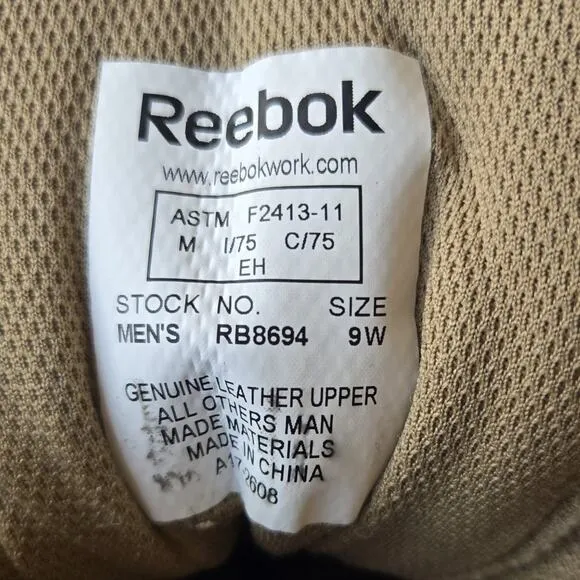 Reebok
www.reebokwork.com
ASTM F2413-11
M I/75 C/75
EH
STOCK NO. SIZE
MEN'S RB8694 9W
GENUINE LEATHER UPPER
ALL OTHERS MAN
MADE MATERIALS
MADE IN CHINA